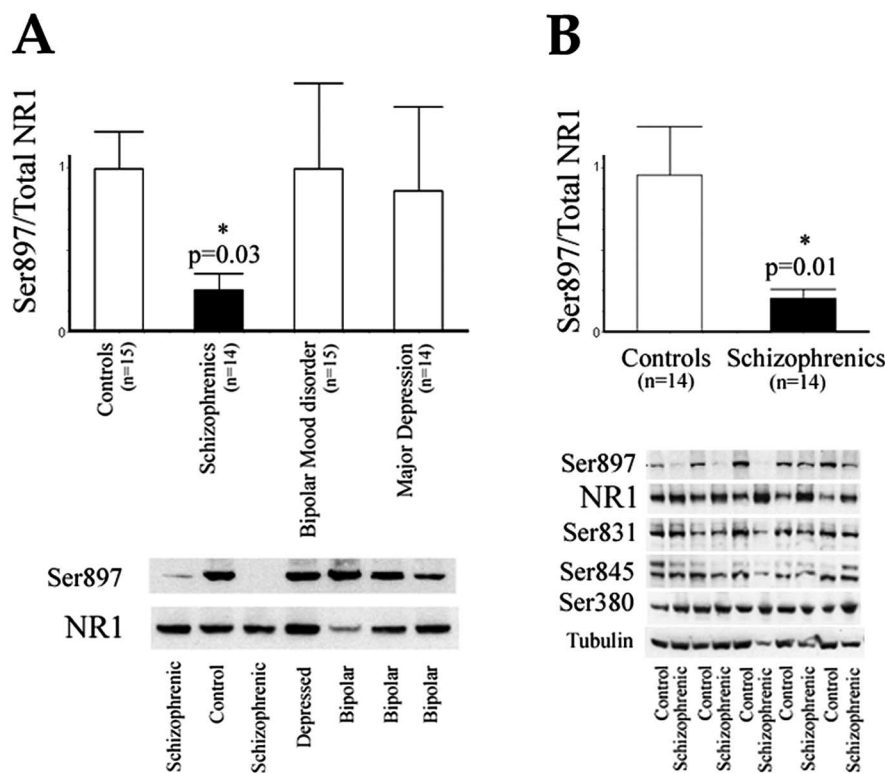 A
Ser897/Total NR1
1
0
*
p=0.03
Controls
(n=15)
Schizophrenics
(n=14)
Bipolar Mood disorder
(n=15)
Major Depression
(n=14)
Ser897
NR1
Schizophrenic
Control
Schizophrenic
Depressed
Bipolar
Bipolar
Bipolar
B
Ser897/Total NR1
1
0
*
p=0.01
Controls
(n=14)
Schizophrenics
(n=14)
Ser897
NR1
Ser831
Ser845
Ser380
Tubulin
Control
Schizophrenic
Control
Schizophrenic
Control
Schizophrenic
Control
Schizophrenic
Control
Schizophrenic